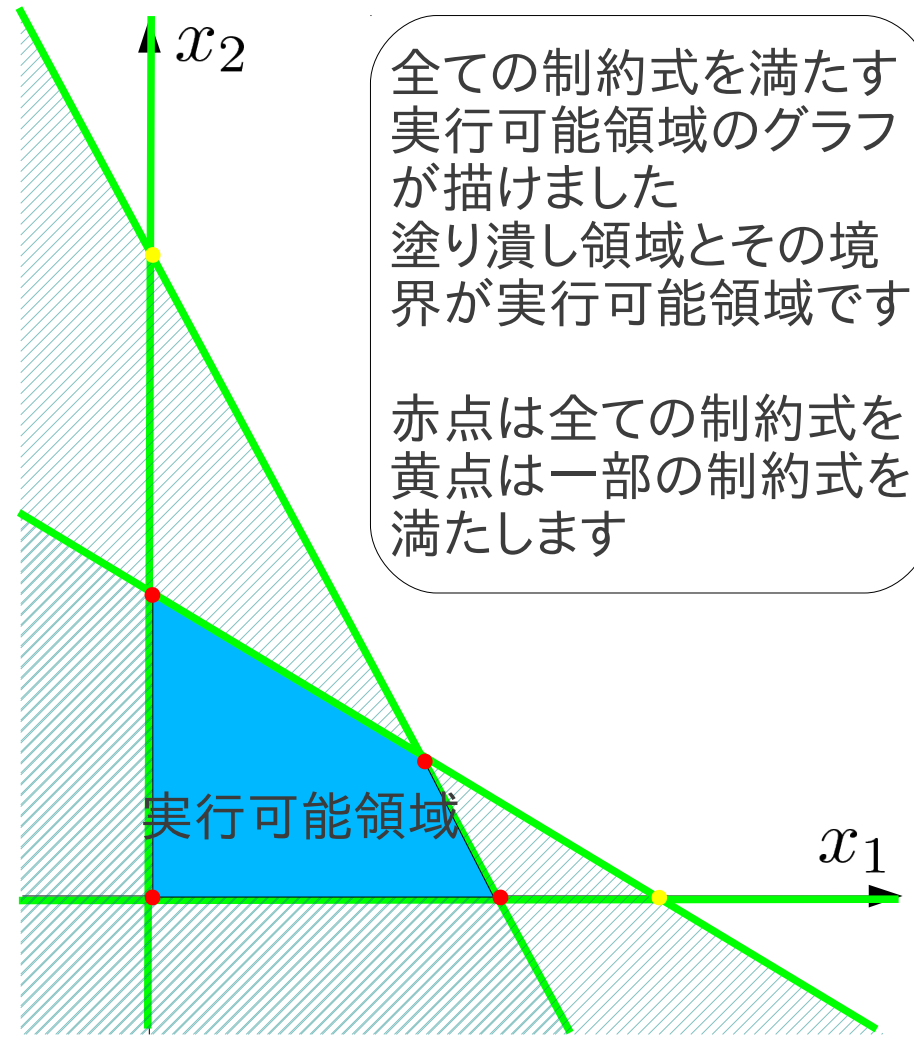 x₂
全ての制約式を満たす
実行可能領域のグラフ
が描けました
塗り潰し領域とその境
界が実行可能領域です
赤点は全ての制約式を
黄点は一部の制約式を
満たします
実行可能領域
x₁